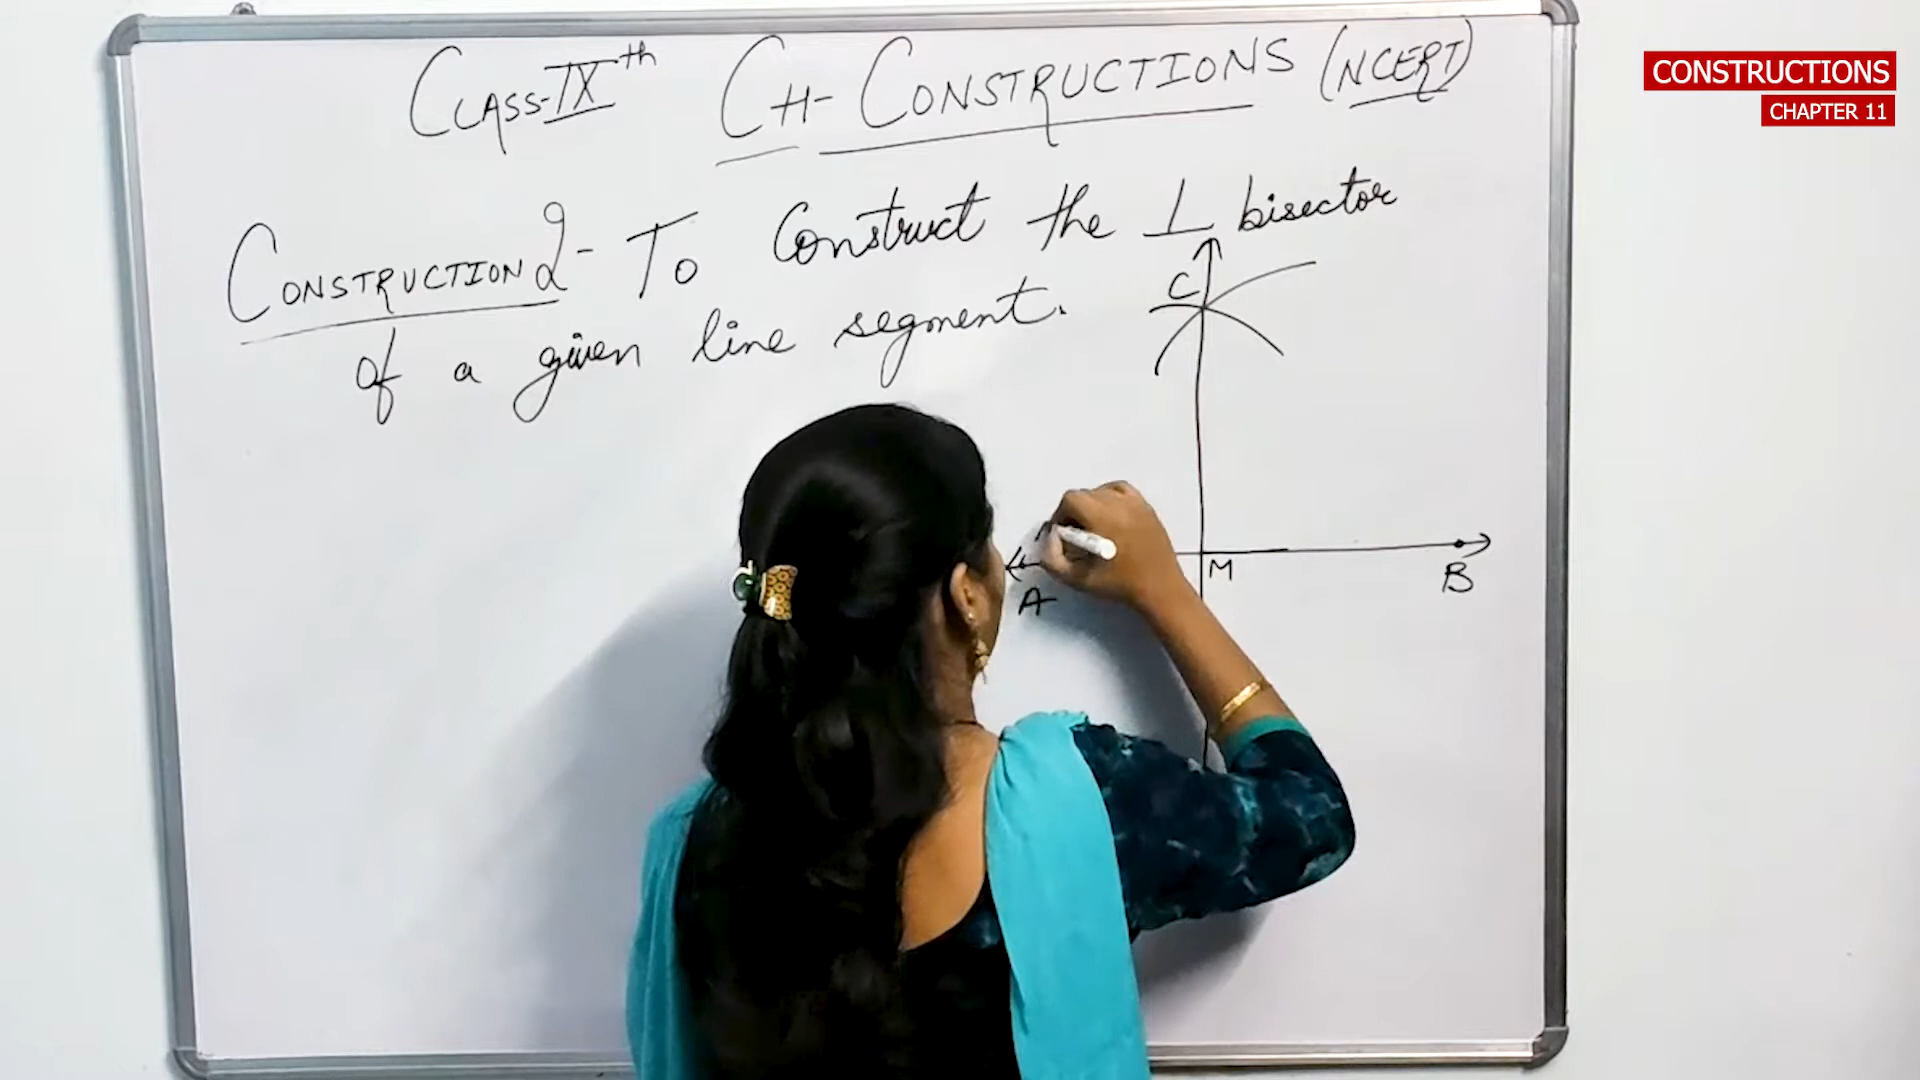 CLASS-IXth CH- CONSTRUCTIONS (NCERT)
CONSTRUCTIONS
CHAPTER 11
CONSTRUCTION 2- To Construct the ⊥ bisector
of a given line segment.
C
M
B
A